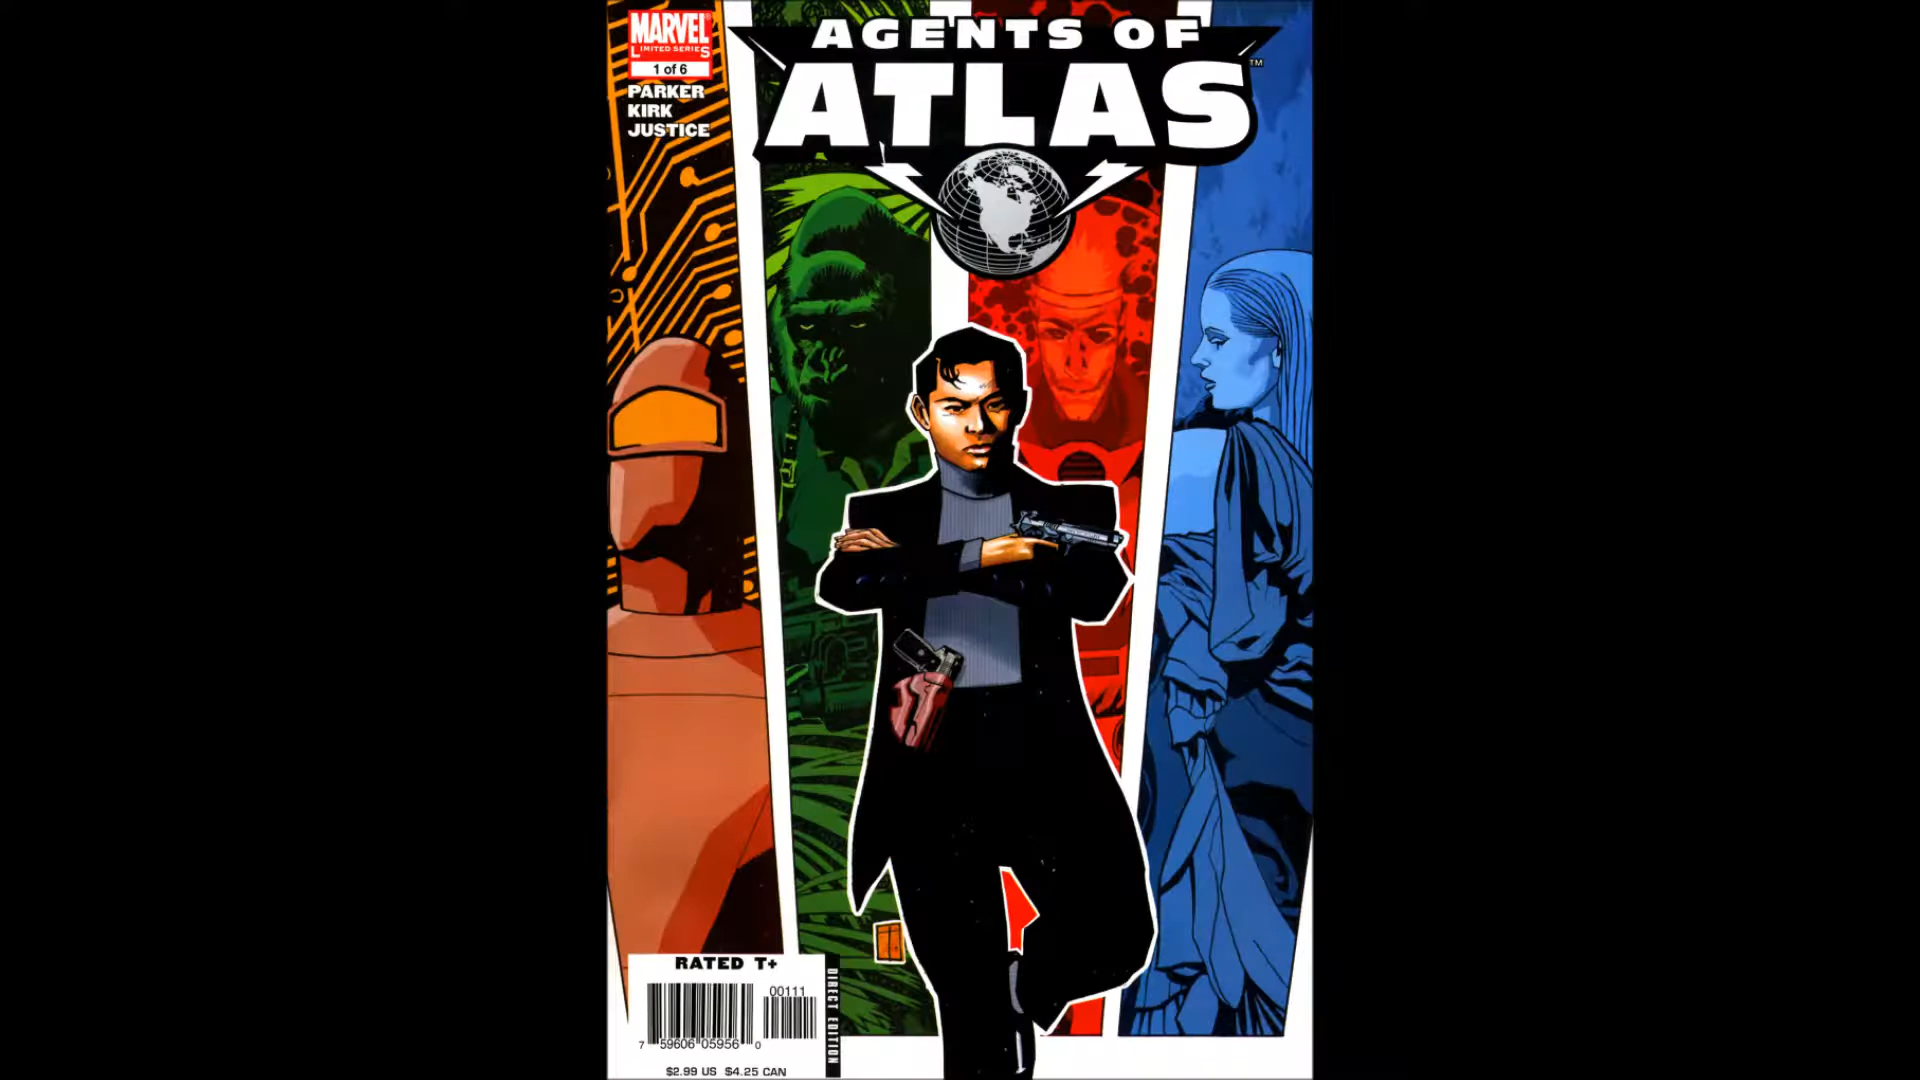 MARVEL
LIMITED SERIES
1 of 6
PARKER
KIRK
JUSTICE
AGENTS OF
ATLAS
TM
RATED T+
00111
7 59606 05956 0
DIRECT EDITION
$2.99 US $4.25 CAN